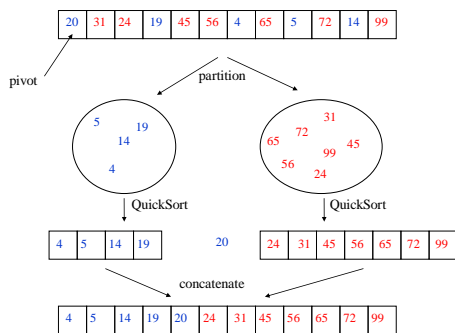 20 31 24 19 45 56 4 65 5 72 14 99
pivot
partition
5 19 14 4
31 72 65 45 99 56 24
QuickSort QuickSort
4 5 14 19 20 24 31 45 56 65 72 99
concatenate
4 5 14 19 20 24 31 45 56 65 72 99